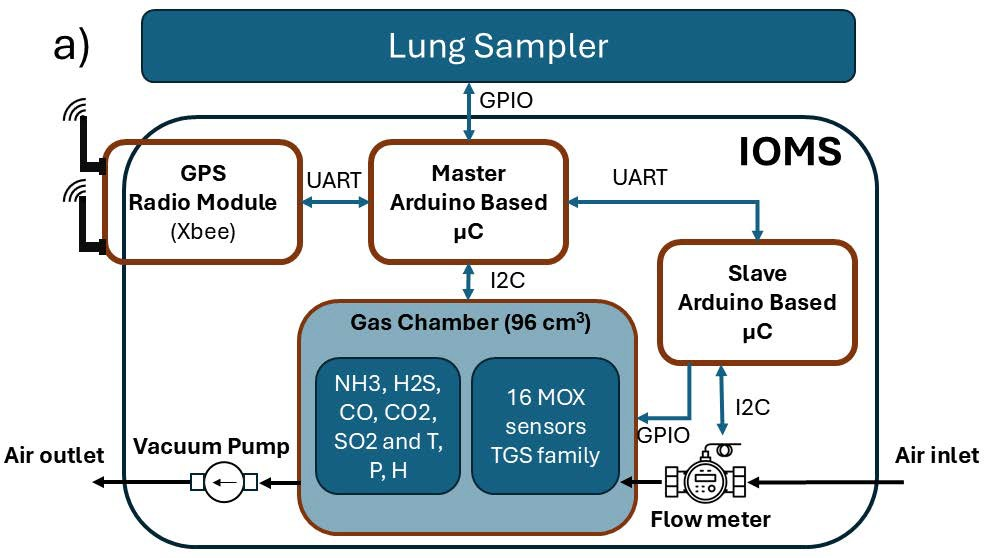 a)
Lung Sampler
GPIO
IOMS
GPS
Radio Module
(Xbee)
UART
Master
Arduino Based
µC
UART
I2C
Slave
Arduino Based
µC
Gas Chamber (96 cm³)
NH3, H2S,
CO, CO2,
SO2 and T,
P, H
16 MOX
sensors
TGS family
GPIO
I2C
Air outlet
Vacuum Pump
Air inlet
Flow meter